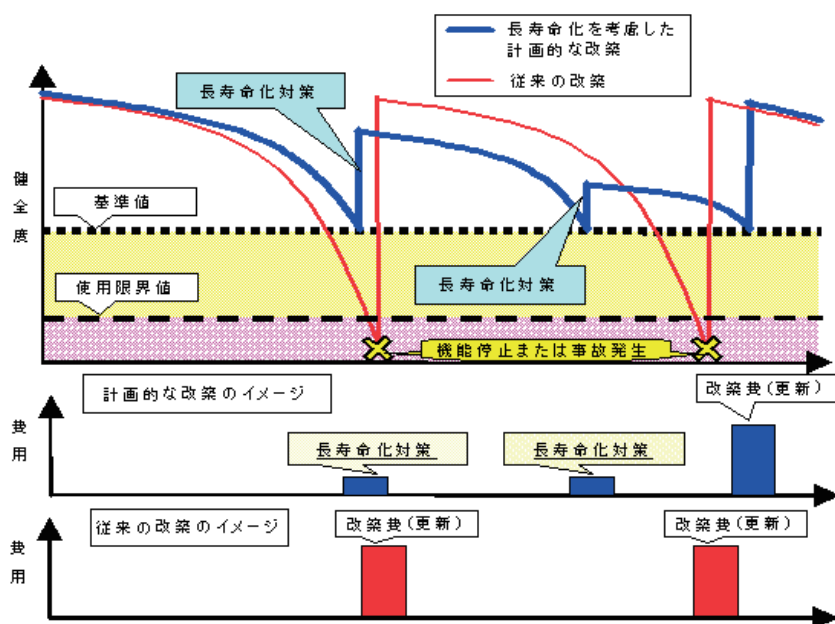 長寿命化を考慮した
計画的な改築
従来の改築
長寿命化対策
健全度
基準値
長寿命化対策
使用限界値
機能停止または事故発生
計画的な改築のイメージ
改築費(更新)
費用
長寿命化対策
長寿命化対策
従来の改築のイメージ
改築費(更新)
改築費(更新)
費用